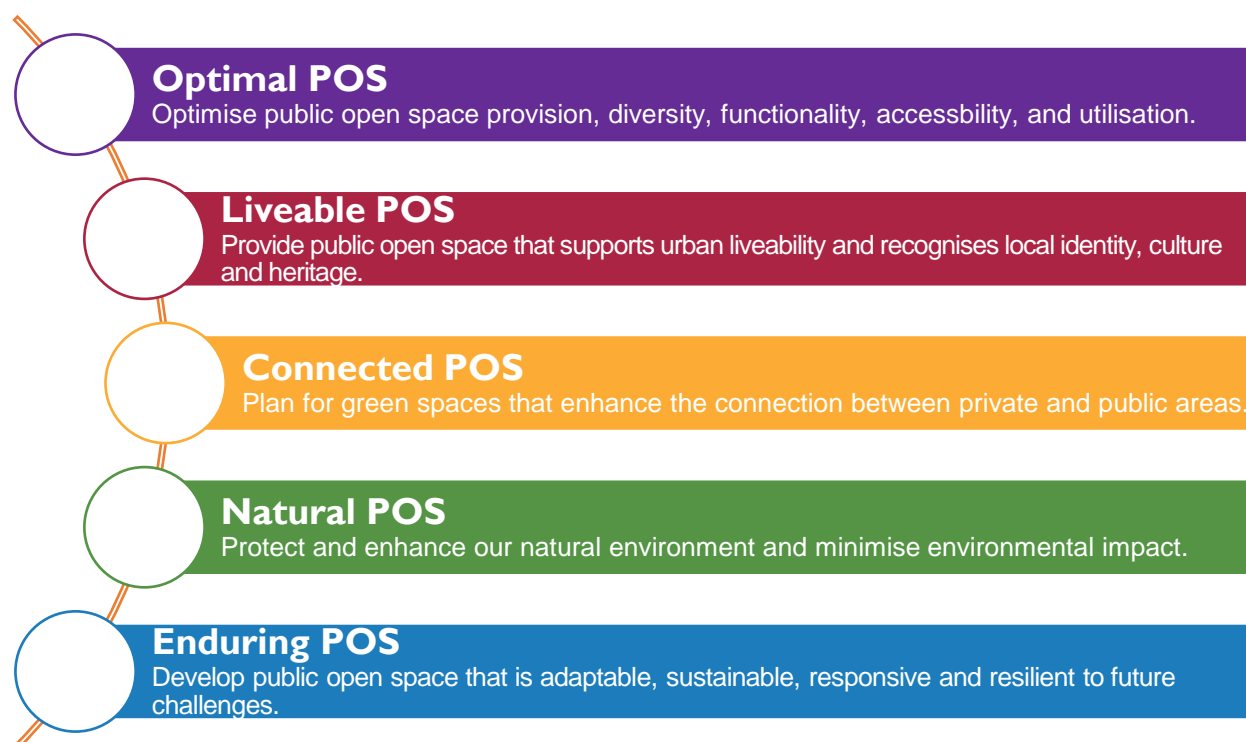 Optimal POS
Optimise public open space provision, diversity, functionality, accessbility, and utilisation.
Liveable POS
Provide public open space that supports urban liveability and recognises local identity, culture
and heritage.
Connected POS
Plan for green spaces that enhance the connection between private and public areas.
Natural POS
Protect and enhance our natural environment and minimise environmental impact.
Enduring POS
Develop public open space that is adaptable, sustainable, responsive and resilient to future
challenges.